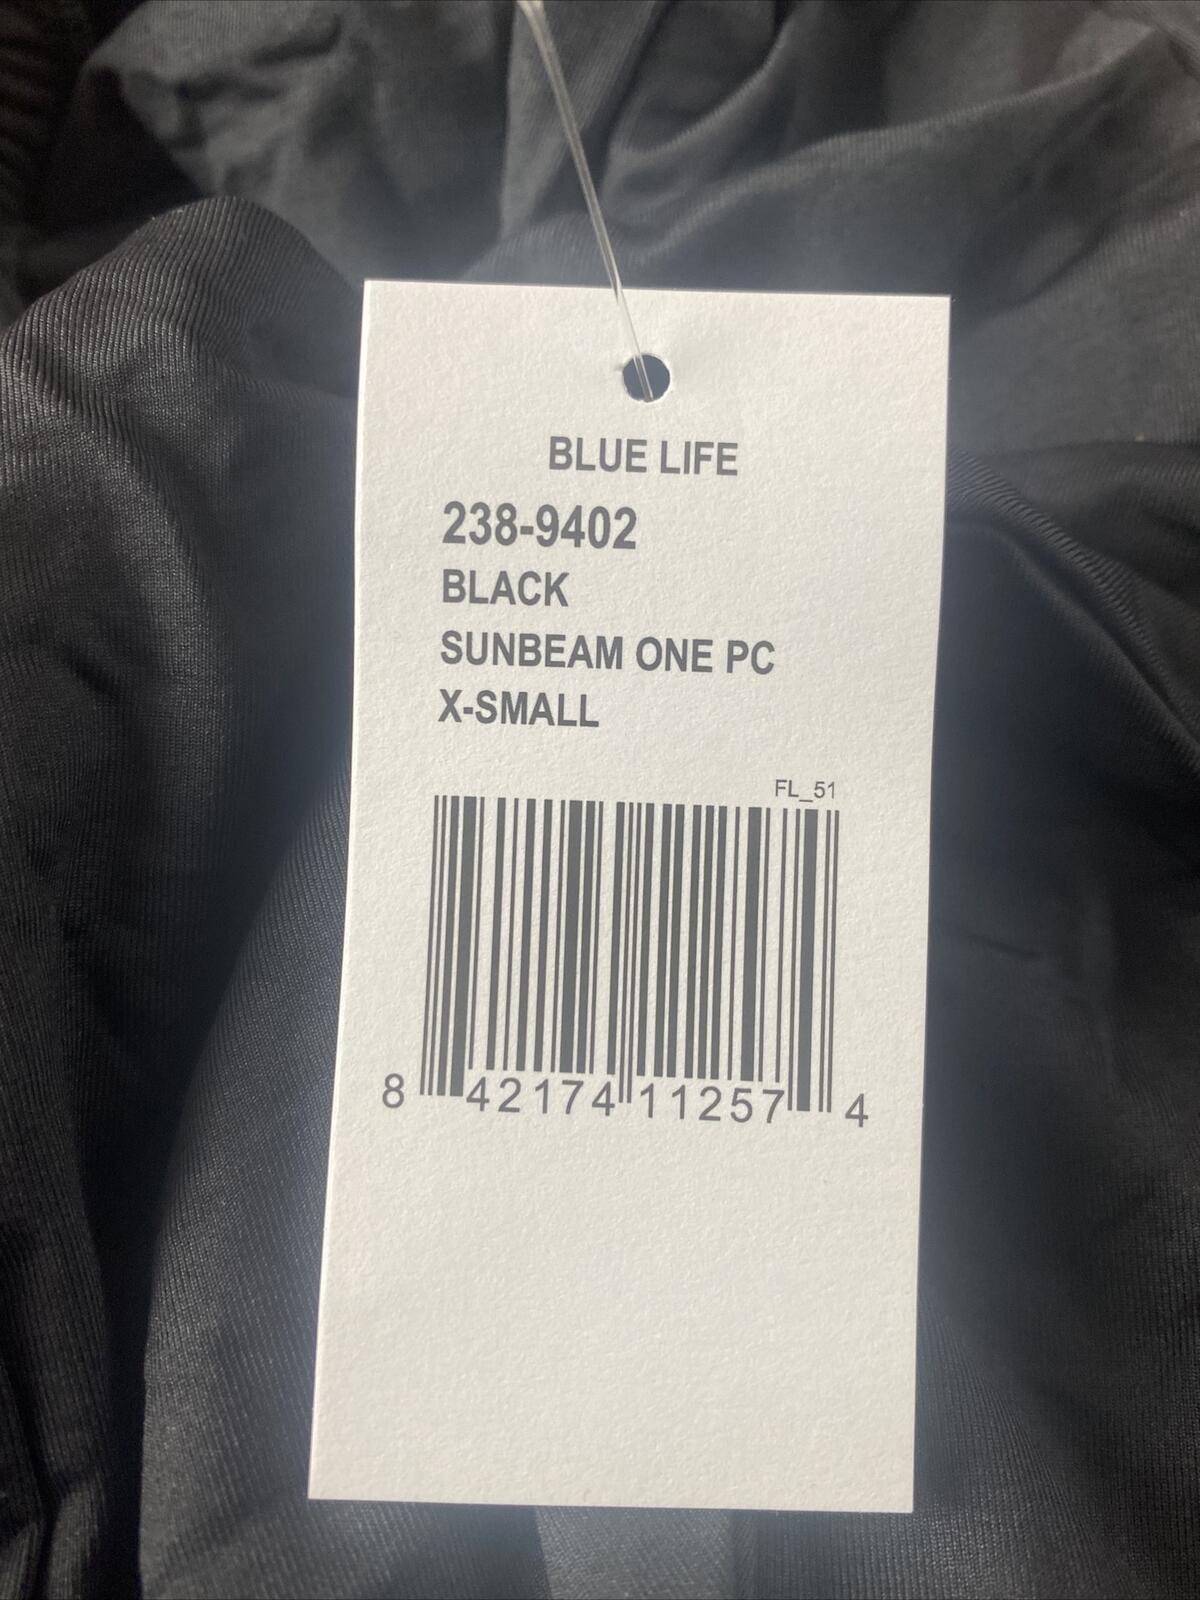 BLUE LIFE
238-9402
BLACK
SUNBEAM ONE PC
X-SMALL
FL_51
8 42174 11257 4